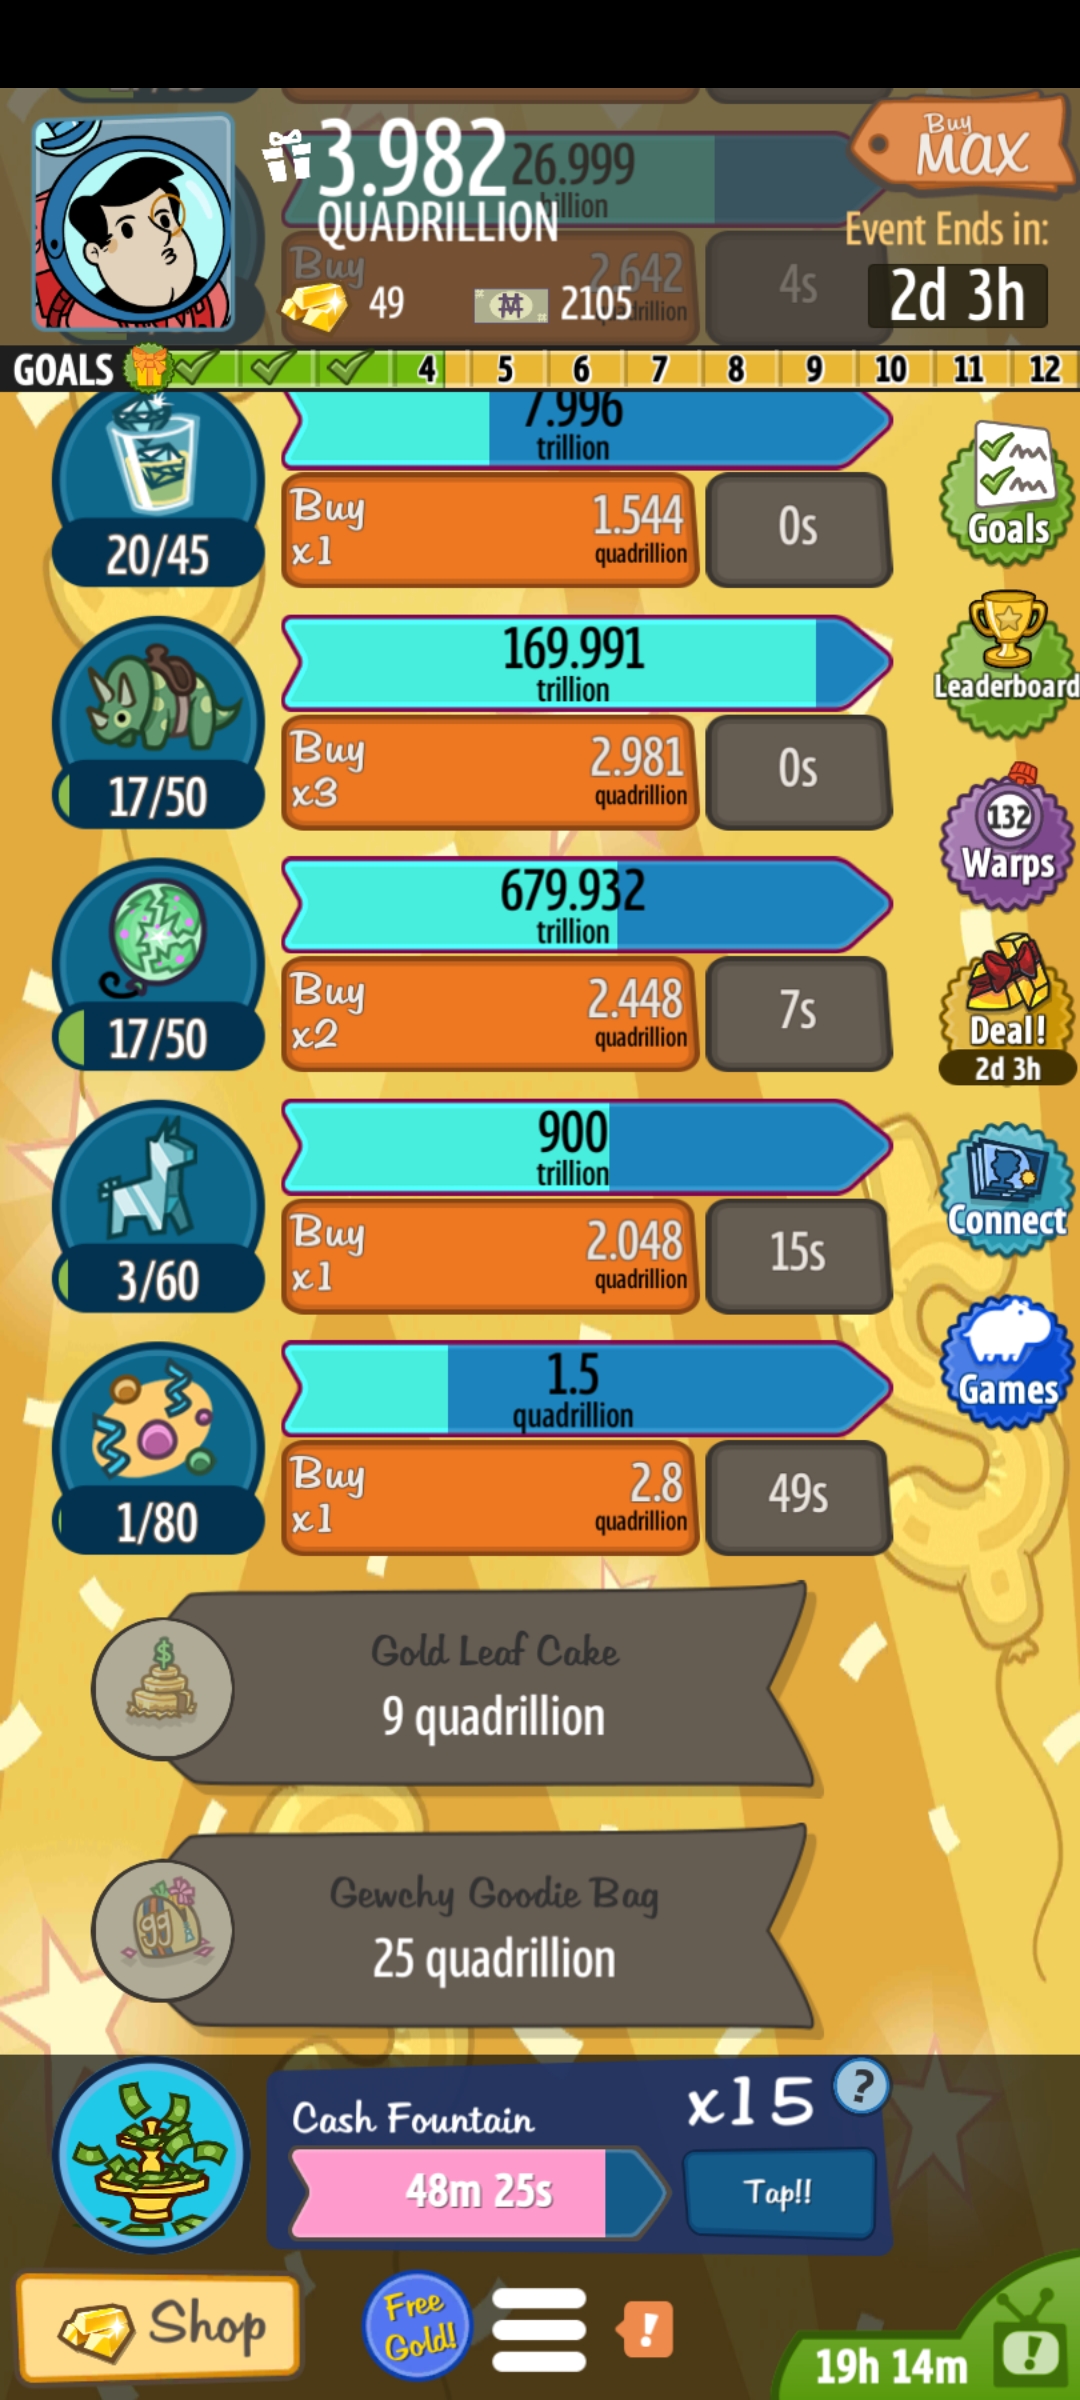 3.982
QUADRILLION
26.999
Buy
MAX
Event Ends in:
2d 3h
Buy
2.642
4s
49
2105
GOALS 4 5 6 7 8 9 10 11 12
7.996
trillion
20/45
Buy
x1
1.544
quadrillion
0s
Goals
169.991
trillion
17/50
Buy
x3
2.981
quadrillion
0s
Leaderboard
679.932
trillion
17/50
Buy
x2
2.448
quadrillion
7s
132
Warps
Deal!
2d 3h
900
trillion
3/60
Buy
x1
2.048
quadrillion
15s
Connect
1.5
quadrillion
1/80
Buy
x1
2.8
quadrillion
49s
Games
$
Gold Leaf Cake
9 quadrillion
gg
Gewchy Goodie Bag
25 quadrillion
Cash Fountain
x15
?
48m 25s
Tap!!
Shop
Free
Gold!
!
!
19h 14m